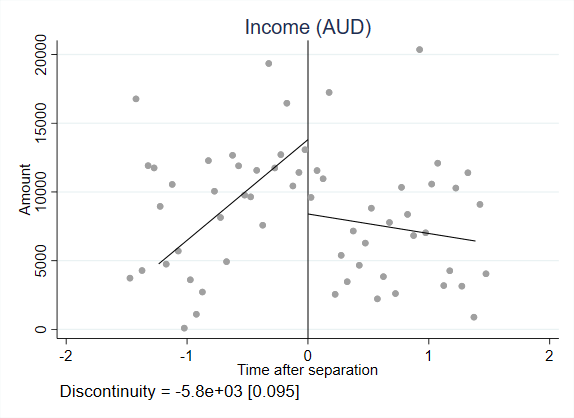 Income (AUD)
20000
15000
10000
5000
0
Amount
-2
-1
0
1
2
Time after separation
Discontinuity = -5.8e+03 [0.095]